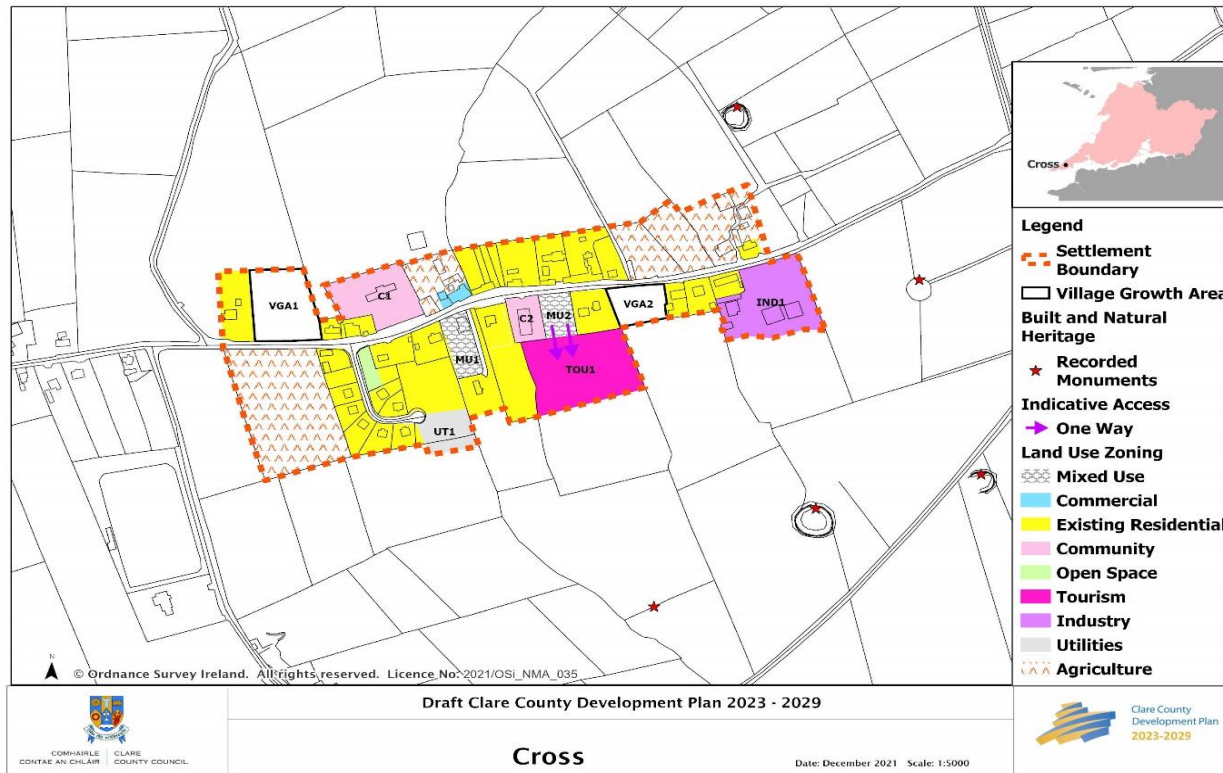 VGA1
C1
C2
MU2
VGA2
IND1
MU1
TOU1
UT1
Cross
Legend
Settlement
Boundary
Village Growth Area
Built and Natural
Heritage
Recorded
Monuments
Indicative Access
One Way
Land Use Zoning
Mixed Use
Commercial
Existing Residential
Community
Open Space
Tourism
Industry
Utilities
Agriculture
N
© Ordnance Survey Ireland. All rights reserved. Licence No: 2021/OSi_NMA_035
COMHAIRLE CONTAE AN CHLÁIR
CLARE COUNTY COUNCIL
Draft Clare County Development Plan 2023 - 2029
Cross
Date: December 2021 Scale: 1:5000
Clare County
Development Plan
2023-2029